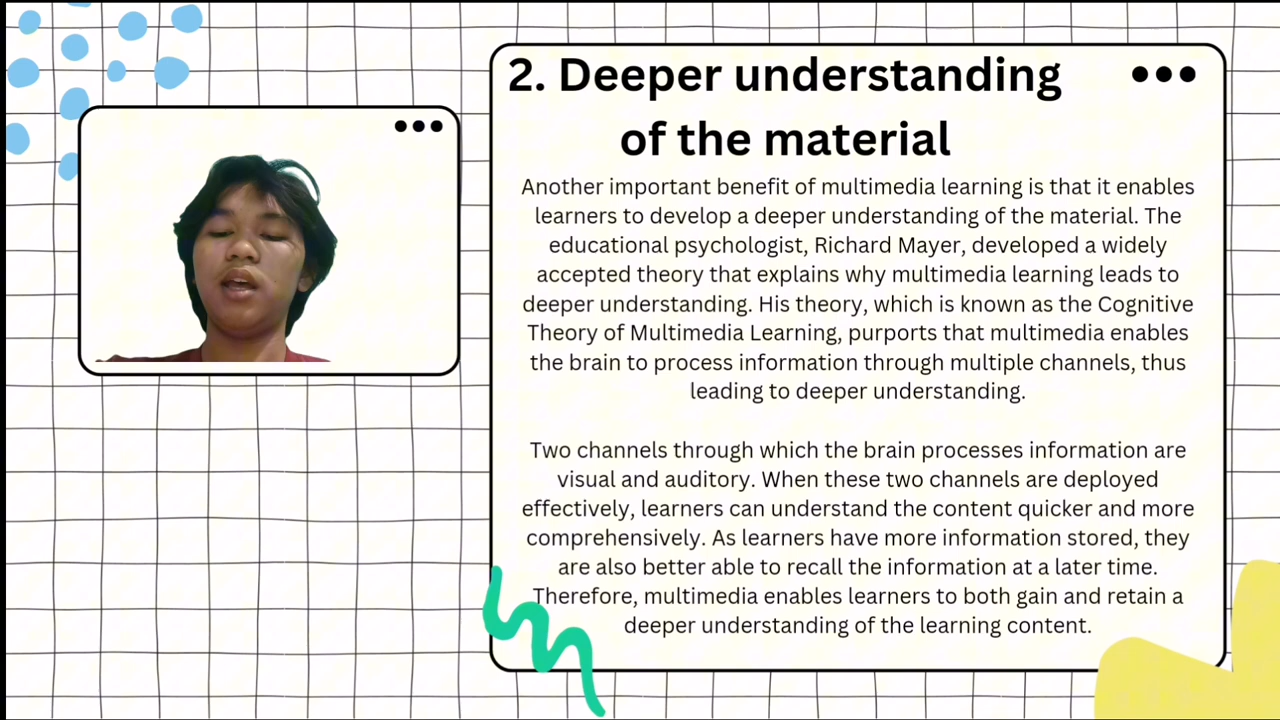 2. Deeper understanding
of the material
Another important benefit of multimedia learning is that it enables
learners to develop a deeper understanding of the material. The
educational psychologist, Richard Mayer, developed a widely
accepted theory that explains why multimedia learning leads to
deeper understanding. His theory, which is known as the Cognitive
Theory of Multimedia Learning, purports that multimedia enables
the brain to process information through multiple channels, thus
leading to deeper understanding.
Two channels through which the brain processes information are
visual and auditory. When these two channels are deployed
effectively, learners can understand the content quicker and more
comprehensively. As learners have more information stored, they
are also better able to recall the information at a later time.
Therefore, multimedia enables learners to both gain and retain a
deeper understanding of the learning content.